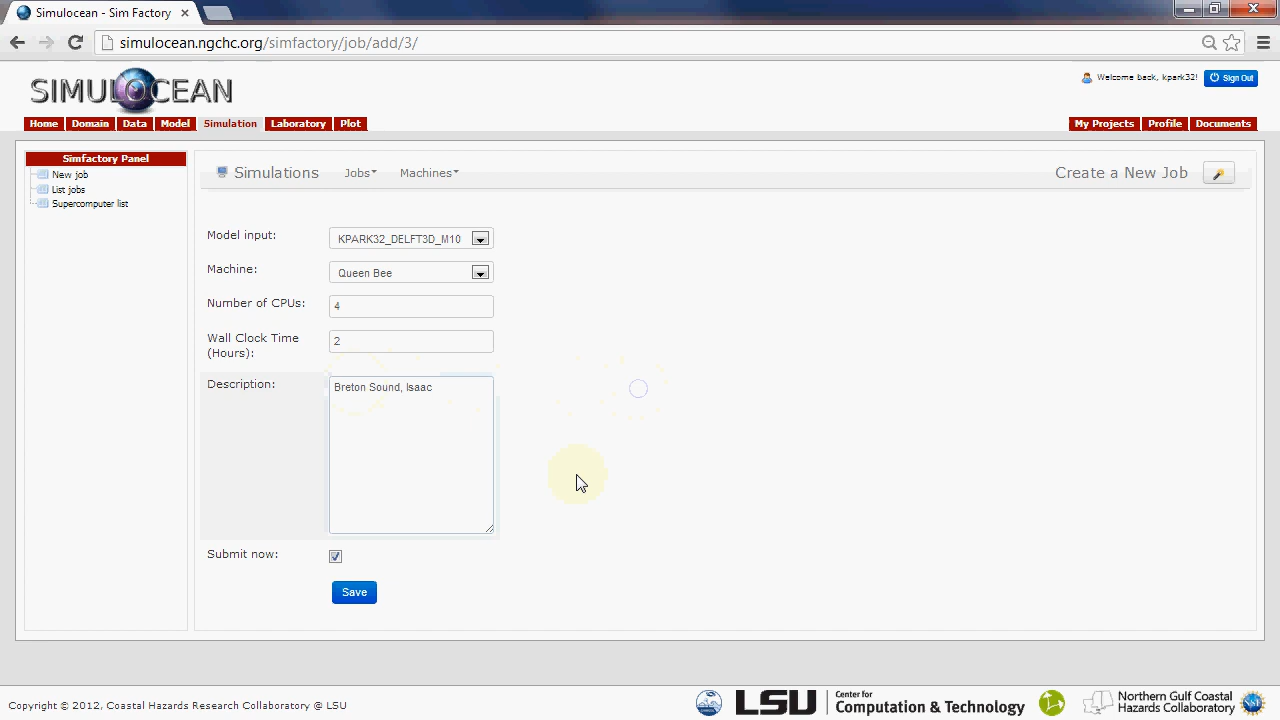 Simulocean - Sim Factory
simulocean.ngchc.org/simfactory/job/add/3/
SIMULOCEAN
Welcome back, kpark32!
Sign Out
Home Domain Data Model Simulation Laboratory Plot
My Projects Profile Documents
Simfactory Panel
New job
List jobs
Supercomputer list
Simulations Jobs Machines
Create a New Job
Model input: KPARK32_DELFT3D_M10
Machine: Queen Bee
Number of CPUs: 4
Wall Clock Time
(Hours): 2
Description: Breton Sound, Isaac
Submit now:
Save
Copyright © 2012, Coastal Hazards Research Collaboratory @ LSU
LSU
Center for
Computation & Technology
Northern Gulf Coastal
Hazards Collaboratory
NSF